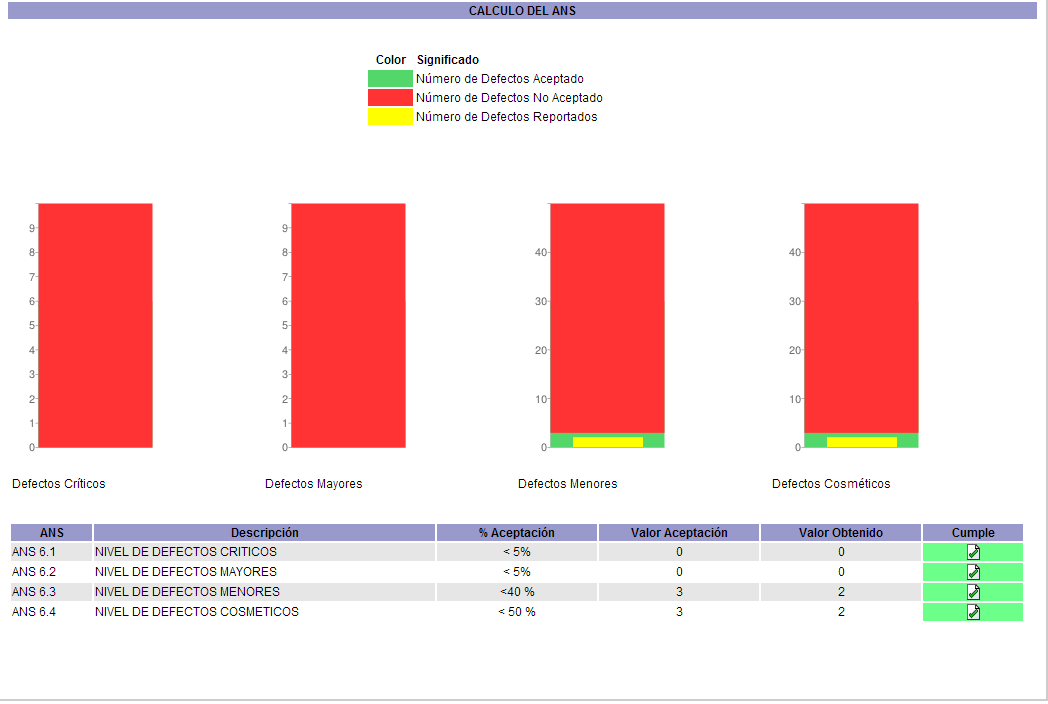 CALCULO DEL ANS
Color Significado
Número de Defectos Aceptado
Número de Defectos No Aceptado
Número de Defectos Reportados
9
8
7
6
5
4
3
2
1
0
9
8
7
6
5
4
3
2
1
0
40
30
20
10
0
40
30
20
10
0
Defectos Críticos Defectos Mayores Defectos Menores Defectos Cosméticos
ANS Descripción % Aceptación Valor Aceptación Valor Obtenido Cumple
ANS 6.1 NIVEL DE DEFECTOS CRITICOS < 5% 0 0
ANS 6.2 NIVEL DE DEFECTOS MAYORES < 5% 0 0
ANS 6.3 NIVEL DE DEFECTOS MENORES <40 % 3 2
ANS 6.4 NIVEL DE DEFECTOS COSMETICOS < 50 % 3 2